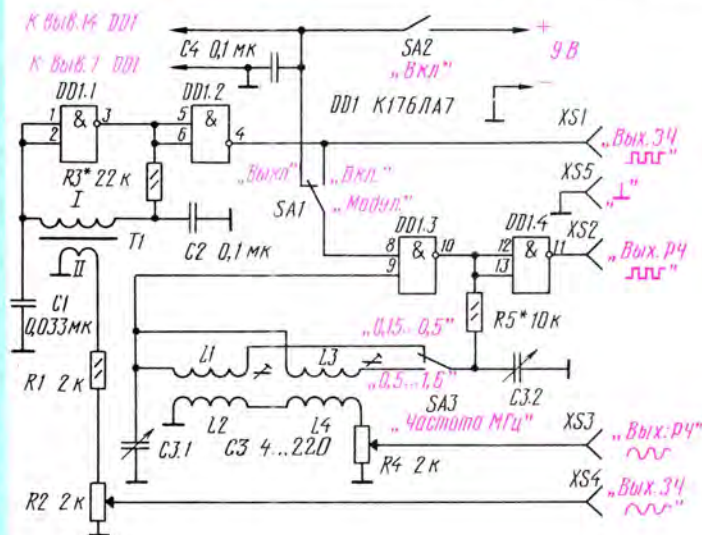 К Выв. 14 DD1
К Выв. 7 DD1
C4 0,1 мк
SA2
„Вкл"
+
9 В
−
DD1 К176ЛА7
DD1.1
DD1.2
1
2
&
3
5
6
&
4
XS1
„Вых. ЗЧ"
R3* 22 к
„Выкл"
„Вкл."
„Модул."
SA1
XS5
„⊥"
I
T1
II
C2 0,1 мк
DD1.3
DD1.4
8
9
&
10
12
13
&
11
XS2
„Вых. РЧ"
C1
0,033 мк
R5* 10 к
„0,15...0,5"
L1
L3
R1 2 к
„0,5...1,6"
SA3
C3.2
L2
L4
„Частота МГц"
C3.1
C3 4...220
XS3
„Вых. РЧ"
R4 2 к
XS4
„Вых. ЗЧ"
R2 2 к